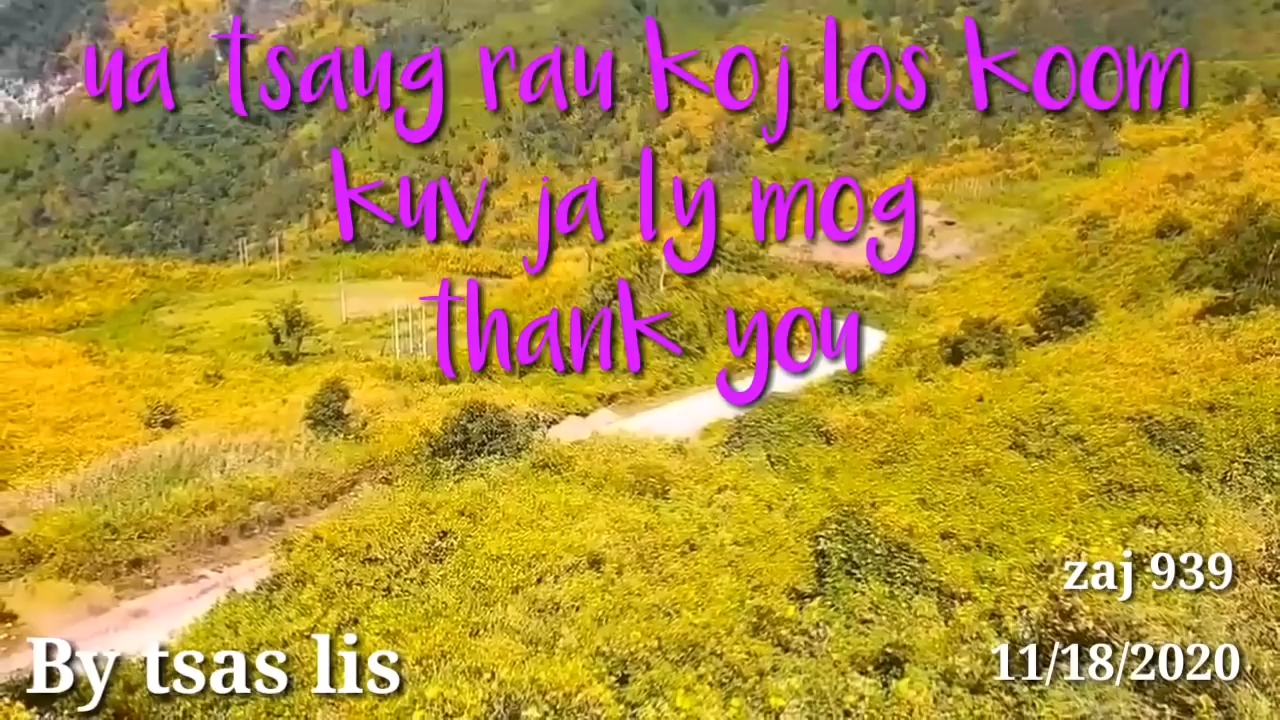 ua tsaug rau koj los koom
kuv ja ly mog
thank you
zaj 939
By tsas lis
11/18/2020